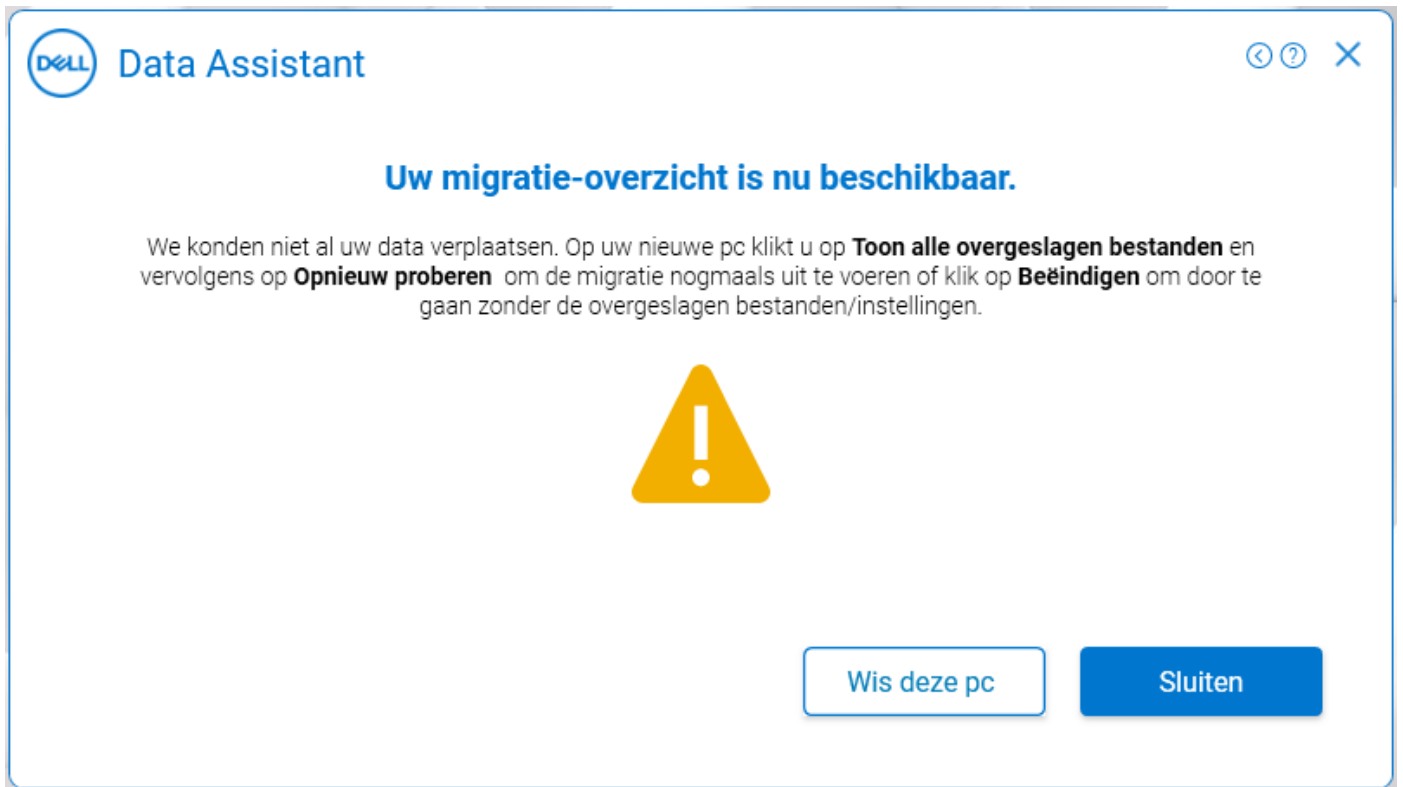 DELL Data Assistant
Uw migratie-overzicht is nu beschikbaar.
We konden niet al uw data verplaatsen. Op uw nieuwe pc klikt u op Toon alle overgeslagen bestanden en
vervolgens op Opnieuw proberen om de migratie nogmaals uit te voeren of klik op Beëindigen om door te
gaan zonder de overgeslagen bestanden/instellingen.
Wis deze pc
Sluiten